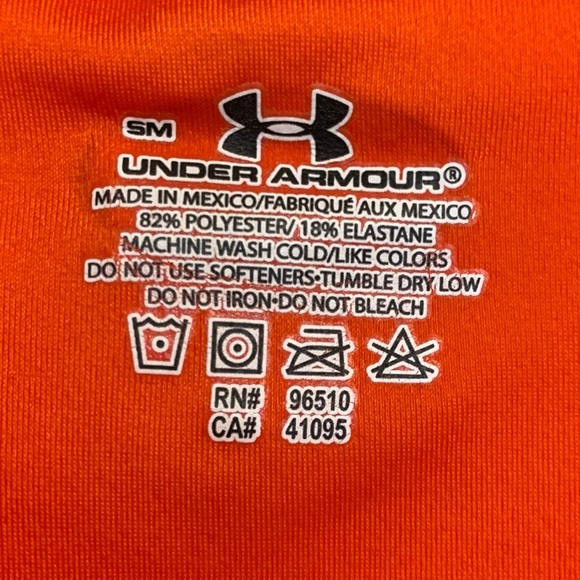 SM
UNDER ARMOUR®
MADE IN MEXICO/FABRIQUÉ AUX MEXICO
82% POLYESTER/ 18% ELASTANE
MACHINE WASH COLD/LIKE COLORS
DO NOT USE SOFTENERS•TUMBLE DRY LOW
DO NOT IRON•DO NOT BLEACH
RN# 96510
CA# 41095